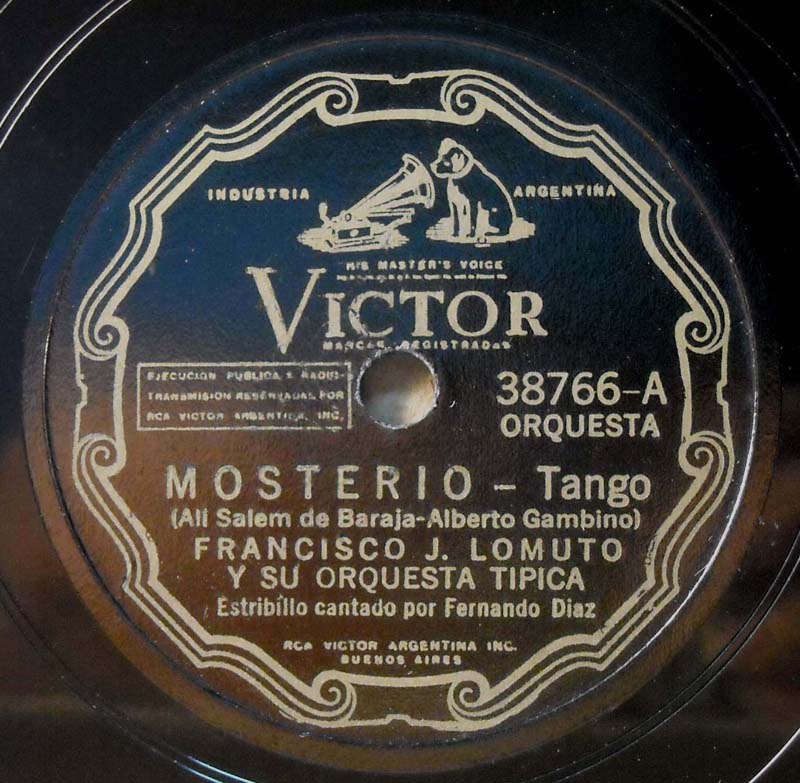 INDUSTRIA ARGENTINA
HIS MASTER'S VOICE
VICTOR
MARCAS REGISTRADAS
EJECUCION PUBLICA Y RADIO-
TRANSMISION RESERVADAS POR
RCA VICTOR ARGENTINA, INC.
38766-A
ORQUESTA
MOSTERIO - Tango
(Ali Salem de Baraja-Alberto Gambino)
FRANCISCO J. LOMUTO
Y SU ORQUESTA TIPICA
Estribillo cantado por Fernando Diaz
RCA VICTOR ARGENTINA INC.
BUENOS AIRES